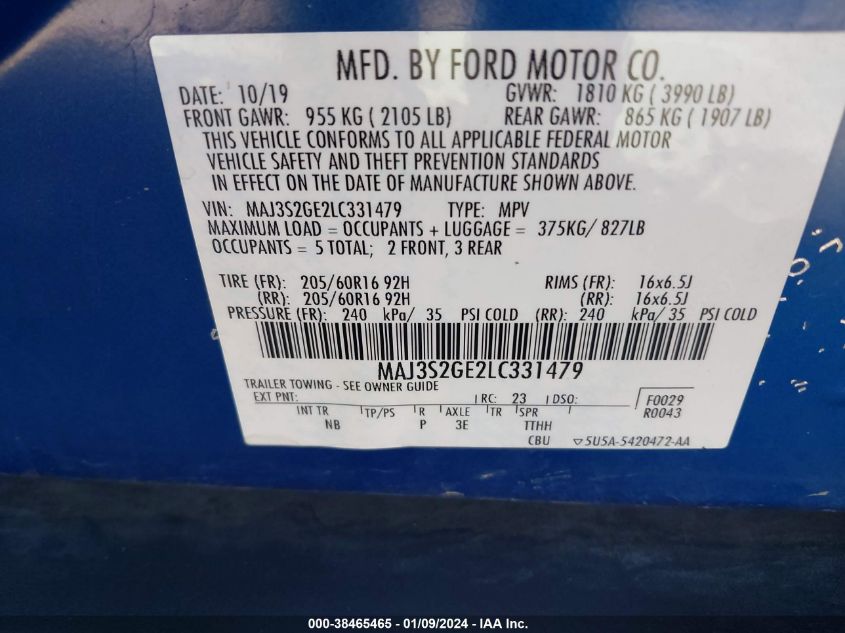 MFD. BY FORD MOTOR CO.
DATE: 10/19 GVWR: 1810 KG ( 3990 LB)
FRONT GAWR: 955 KG ( 2105 LB) REAR GAWR: 865 KG ( 1907 LB)
THIS VEHICLE CONFORMS TO ALL APPLICABLE FEDERAL MOTOR
VEHICLE SAFETY AND THEFT PREVENTION STANDARDS
IN EFFECT ON THE DATE OF MANUFACTURE SHOWN ABOVE.
VIN: MAJ3S2GE2LC331479 TYPE: MPV
MAXIMUM LOAD = OCCUPANTS + LUGGAGE = 375KG/ 827LB
OCCUPANTS = 5 TOTAL; 2 FRONT, 3 REAR
TIRE (FR): 205/60R16 92H RIMS (FR): 16x6.5J
(RR): 205/60R16 92H (RR): 16x6.5J
PRESSURE (FR): 240 kPa/ 35 PSI COLD (RR): 240 kPa/ 35 PSI COLD
MAJ3S2GE2LC331479
TRAILER TOWING - SEE OWNER GUIDE
EXT PNT: RC: 23 DSO: F0029
R0043
INT TR TP/PS R AXLE TR SPR
NB P 3E TTHH
CBU 5U5A-5420472-AA
000-38465465 - 01/09/2024 - IAA Inc.